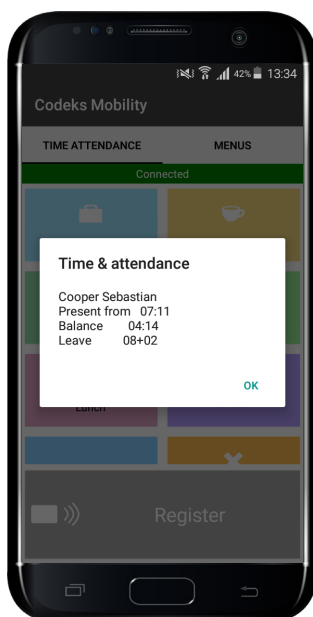 42% 13:34
Codeks Mobility
TIME ATTENDANCE MENUS
Connected
Time & attendance
Cooper Sebastian
Present from 07:11
Balance 04:14
Leave 08+02
OK
Lunch
Register